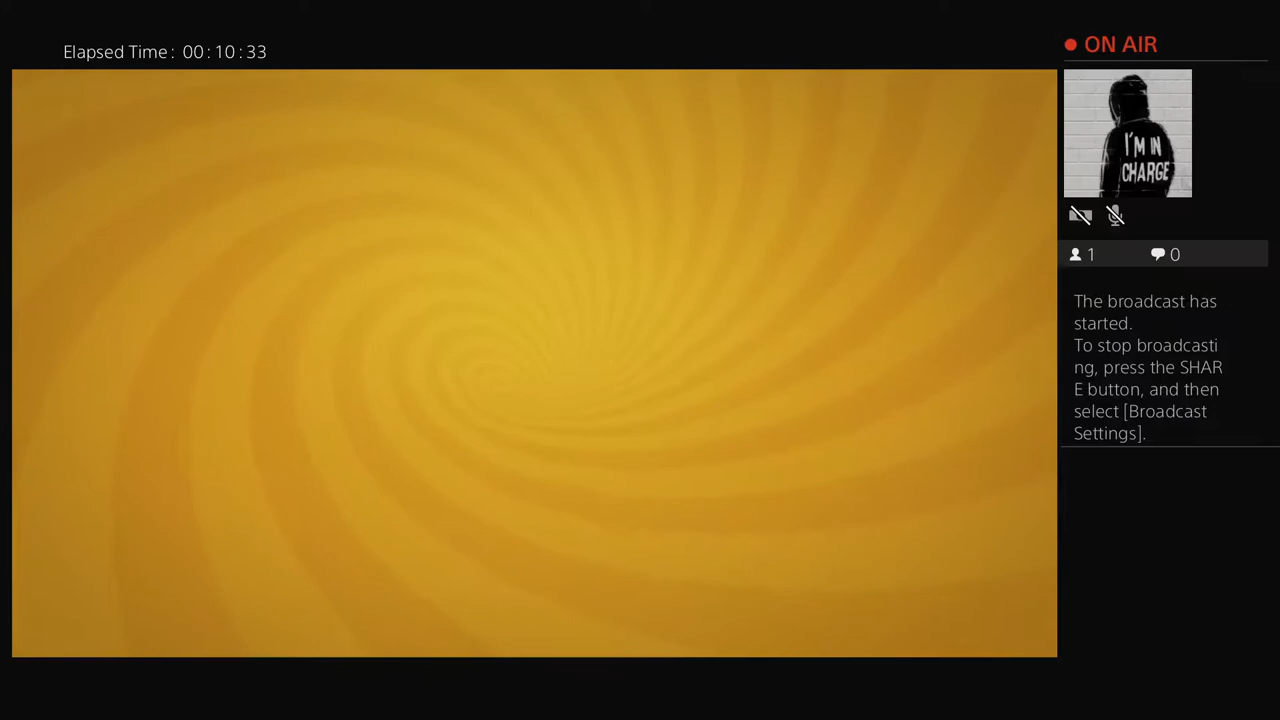 Elapsed Time: 00:10:33
ON AIR
I'M IN
CHARGE
1 0
The broadcast has
started.
To stop broadcasti
ng, press the SHAR
E button, and then
select [Broadcast
Settings].